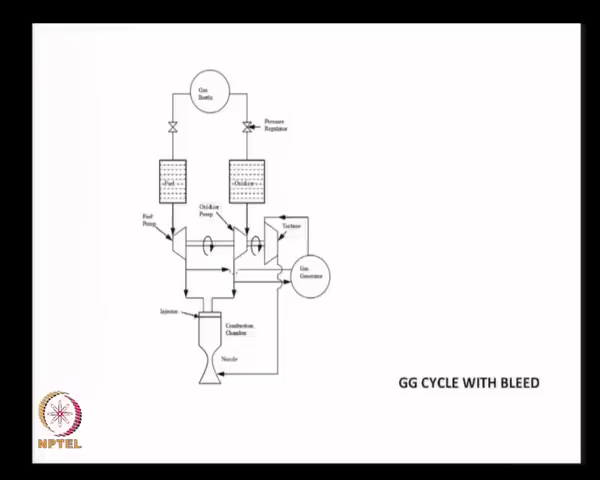 Gas
Bottle
Pressure
Regulator
Fuel
Oxidizer
Oxidizer
Pump
Fuel
Pump
Turbine
Gas
Generator
Injector
Combustion
Chamber
Nozzle
GG CYCLE WITH BLEED
NPTEL